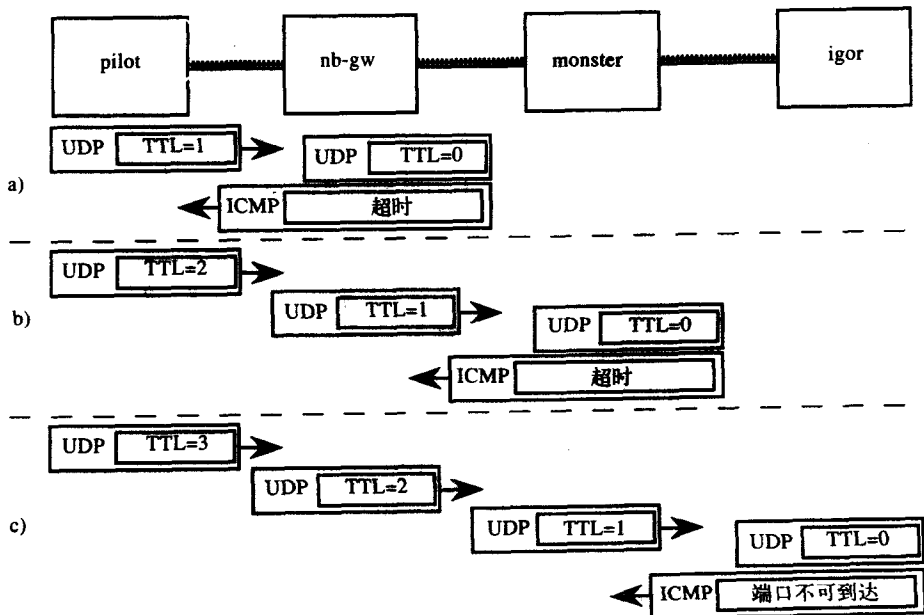 pilot
nb-gw
monster
igor
UDP TTL=1
UDP TTL=0
a)
ICMP 超时
UDP TTL=2
b)
UDP TTL=1
UDP TTL=0
ICMP 超时
UDP TTL=3
UDP TTL=2
c)
UDP TTL=1
UDP TTL=0
ICMP 端口不可到达